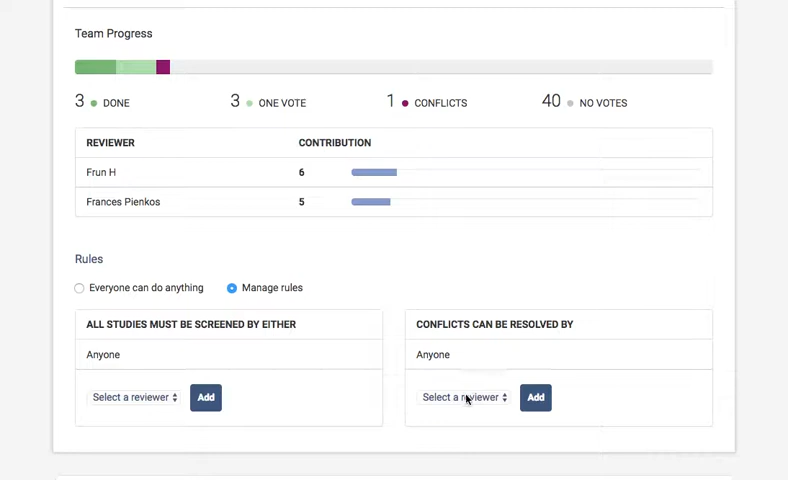 Team Progress
3 DONE 3 ONE VOTE 1 CONFLICTS 40 NO VOTES
REVIEWER CONTRIBUTION
Frun H 6
Frances Pienkos 5
Rules
Everyone can do anything Manage rules
ALL STUDIES MUST BE SCREENED BY EITHER CONFLICTS CAN BE RESOLVED BY
Anyone Anyone
Select a reviewer Add Select a reviewer Add